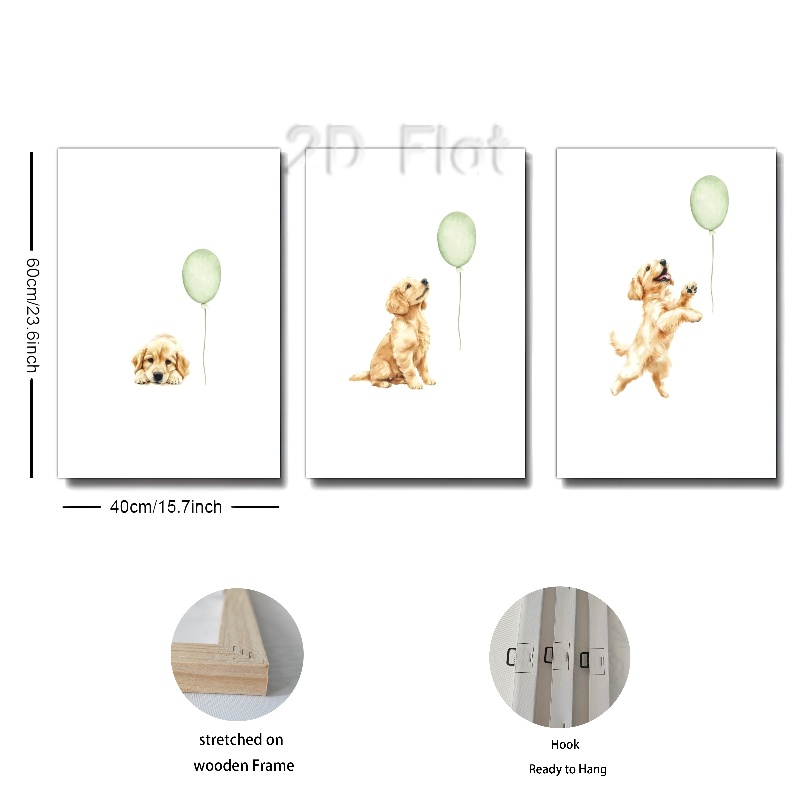 2D Flat
60cm/23.6inch
40cm/15.7inch
stretched on
wooden Frame
Hook
Ready to Hang